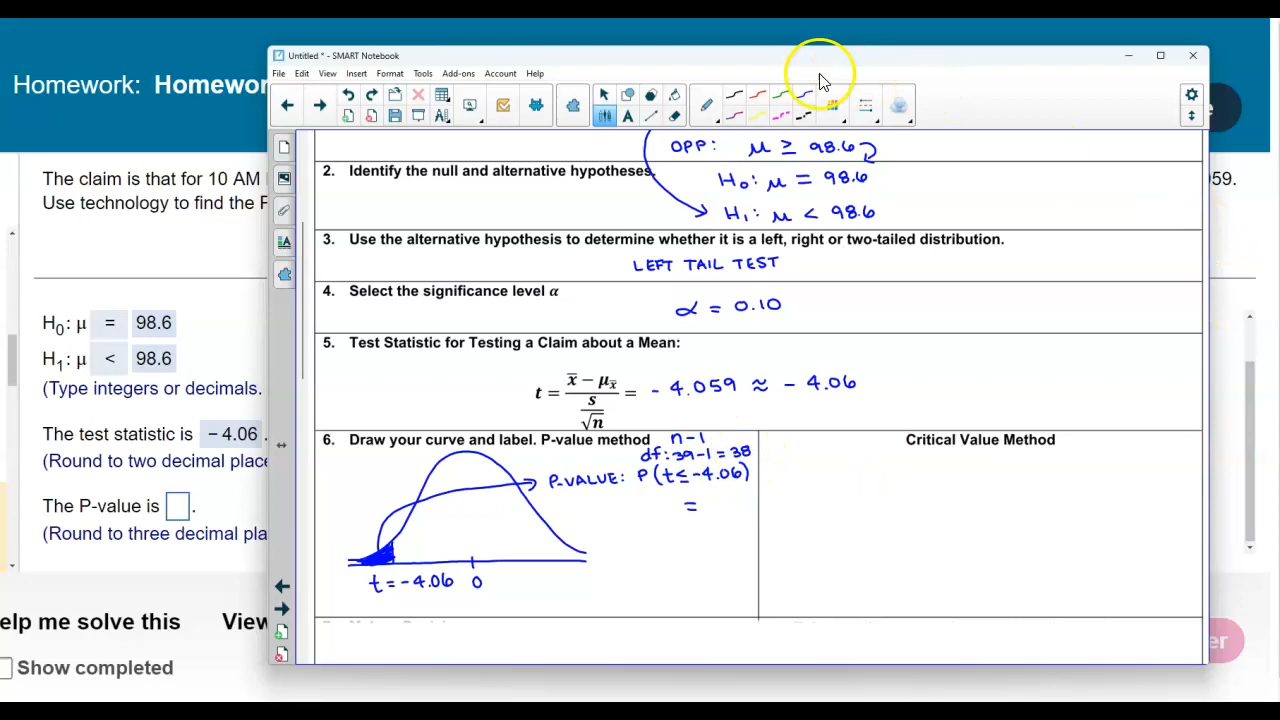 Homework: Homewor
Untitled * - SMART Notebook
File Edit View Insert Format Tools Add-ons Account Help
The claim is that for 10 AM
59.
Use technology to find the P
OPP: μ ≥ 98.6
2. Identify the null and alternative hypotheses.
H₀: μ = 98.6
H₁: μ < 98.6
3. Use the alternative hypothesis to determine whether it is a left, right or two-tailed distribution.
LEFT TAIL TEST
4. Select the significance level α
α = 0.10
5. Test Statistic for Testing a Claim about a Mean:
t = (x̄ − μx̄) / (s/√n) = - 4.059 ≈ - 4.06
6. Draw your curve and label. P-value method
n-1
df: 39-1 = 38
P-VALUE: P(t ≤ -4.06)
=
t = -4.06 0
Critical Value Method
H₀: μ = 98.6
H₁: μ < 98.6
(Type integers or decimals.
The test statistic is - 4.06.
(Round to two decimal place
The P-value is
(Round to three decimal pla
elp me solve this View
er
Show completed